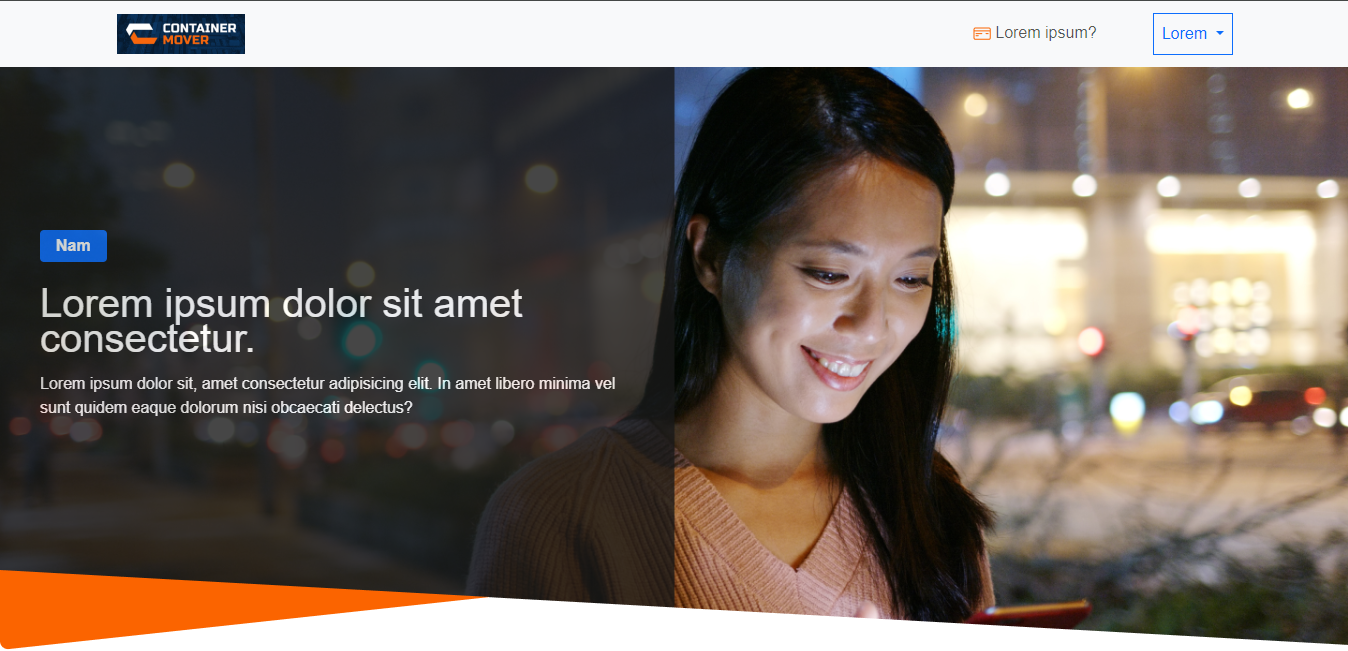 CONTAINER
MOVER
Lorem ipsum?
Lorem
Nam
Lorem ipsum dolor sit amet
consectetur.
Lorem ipsum dolor sit, amet consectetur adipisicing elit. In amet libero minima vel
sunt quidem eaque dolorum nisi obcaecati delectus?